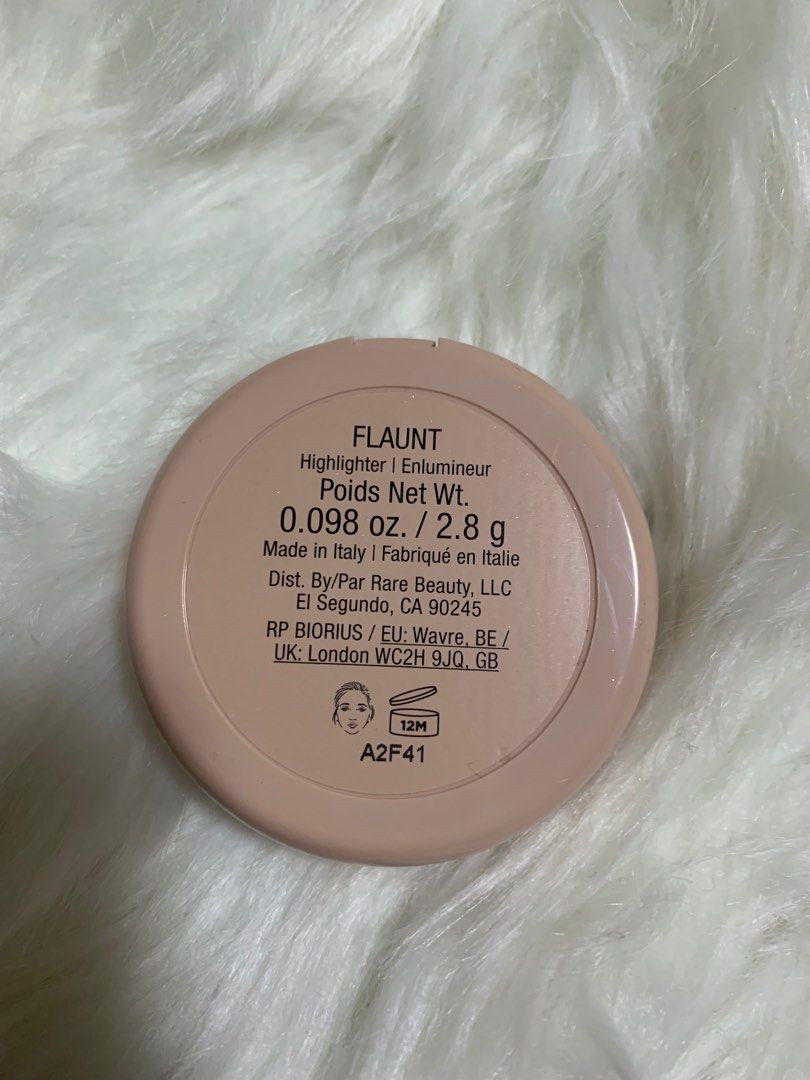 FLAUNT
Highlighter | Enlumineur
Poids Net Wt.
0.098 oz. / 2.8 g
Made in Italy | Fabriqué en Italie
Dist. By/Par Rare Beauty, LLC
El Segundo, CA 90245
RP BIORIUS / EU: Wavre, BE /
UK: London WC2H 9JQ, GB
12M
A2F41